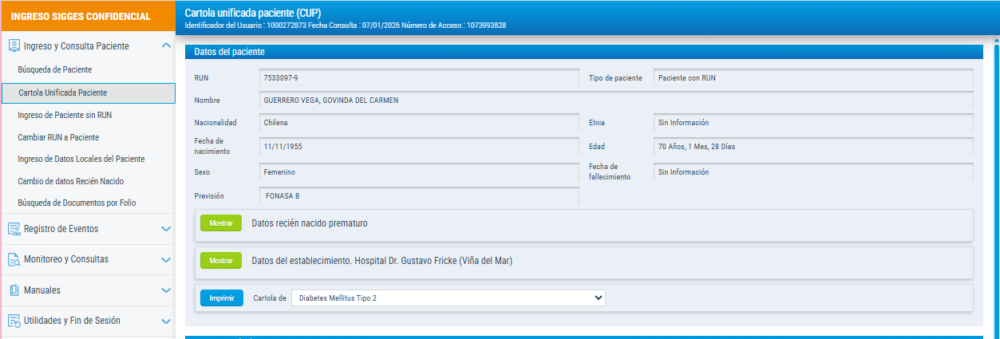 INGRESO SIGGES CONFIDENCIAL
Ingreso y Consulta Paciente
Búsqueda de Paciente
Cartola Unificada Paciente
Ingreso de Paciente sin RUN
Cambiar RUN a Paciente
Ingreso de Datos Locales del Paciente
Cambio de datos Recién Nacido
Búsqueda de Documentos por Folio
Registro de Eventos
Monitoreo y Consultas
Manuales
Utilidades y Fin de Sesión
Cartola unificada paciente (CUP)
Identificador del Usuario : 1000272873 Fecha Consulta : 07/01/2026 Número de Acceso : 1073993828
Datos del paciente
RUN 7533097-9 Tipo de paciente Paciente con RUN
Nombre GUERRERO VEGA, GOVINDA DEL CARMEN
Nacionalidad Chilena Etnia Sin Información
Fecha de nacimiento 11/11/1955 Edad 70 Años, 1 Mes, 28 Días
Sexo Femenino Fecha de fallecimiento Sin Información
Previsión FONASA B
Mostrar Datos recién nacido prematuro
Mostrar Datos del establecimiento. Hospital Dr. Gustavo Fricke (Viña del Mar)
Imprimir Cartola de Diabetes Mellitus Tipo 2